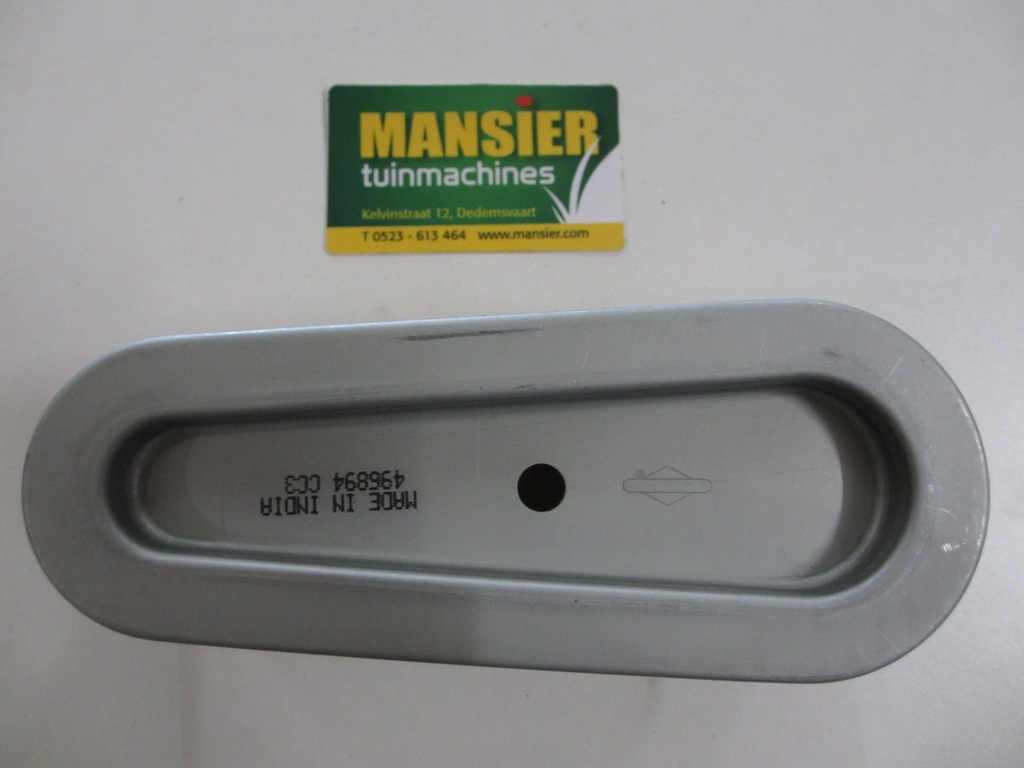 MANSiER
tuinmachines
Kelvinstraat 12, Dedemsvaart
T 0523 - 613 464 www.mansier.com
MADE IN INDIA
496894 CC3
®